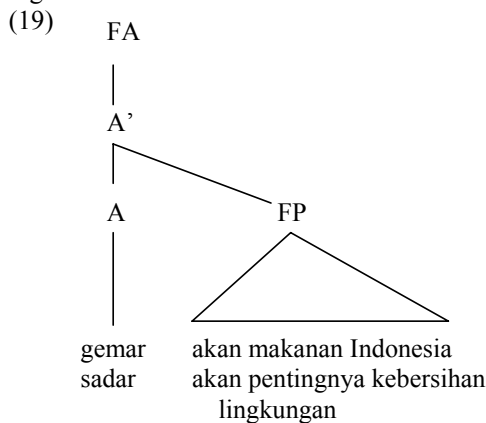 (19)
FA
A’
A FP
gemar akan makanan Indonesia
sadar akan pentingnya kebersihan
lingkungan